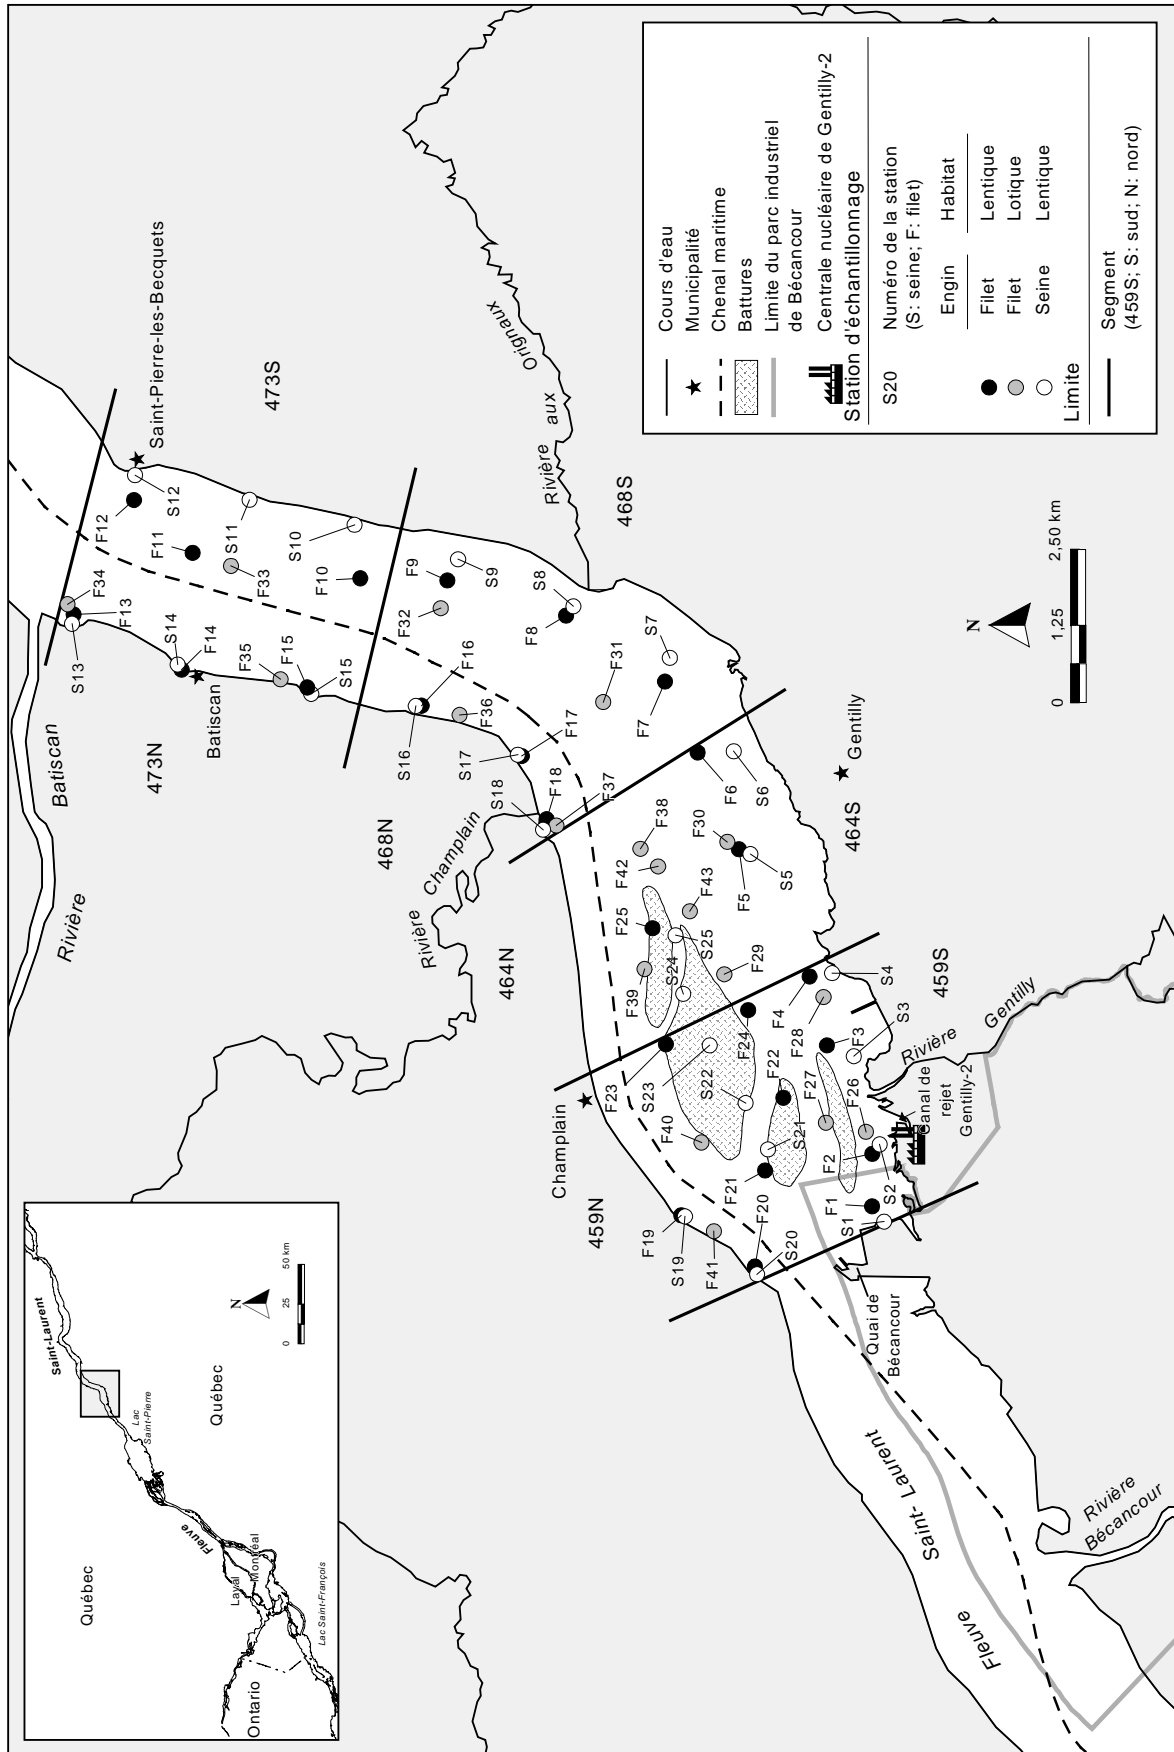 Québec
Québec
Ontario
Laval
Montréal
Lac Saint-François
Fleuve
Lac
Saint-Pierre
Saint-Laurent
N
0
25
50 km
Rivière
Batiscan
473N
Batiscan
473S
Saint-Pierre-les-Becquets
Rivière
Champlain
468N
468S
Rivière
aux
Orignaux
464N
464S
Gentilly
Champlain
459N
459S
Rivière
Gentilly
Canal de
rejet
Gentilly-2
Quai de
Bécancour
Rivière
Bécancour
Fleuve
Saint- Laurent
S13
F13
F34
F12
S12
F11
S11
F33
S14
F14
F35
F15
S15
F10
S10
F9
S9
F32
S16
F16
F36
S17
F17
S18
F18
F37
F8
S8
F31
F7
S7
F6
S6
F38
F42
F30
F5
S5
F43
F25
S25
F39
S24
F29
F23
S23
F24
F4
S4
F28
F3
S3
S22
F22
F40
S21
F21
F27
F26
F2
S2
F1
S1
F19
S19
F41
F20
S20
N
0
1,25
2,50 km
Cours d'eau
Municipalité
Chenal maritime
Battures
Limite du parc industriel
de Bécancour
Centrale nucléaire de Gentilly-2
Station d'échantillonnage
S20
Numéro de la station
(S: seine; F: filet)
Engin Habitat
Filet Lentique
Filet Lotique
Seine Lentique
Limite
Segment
(459S; S: sud; N: nord)